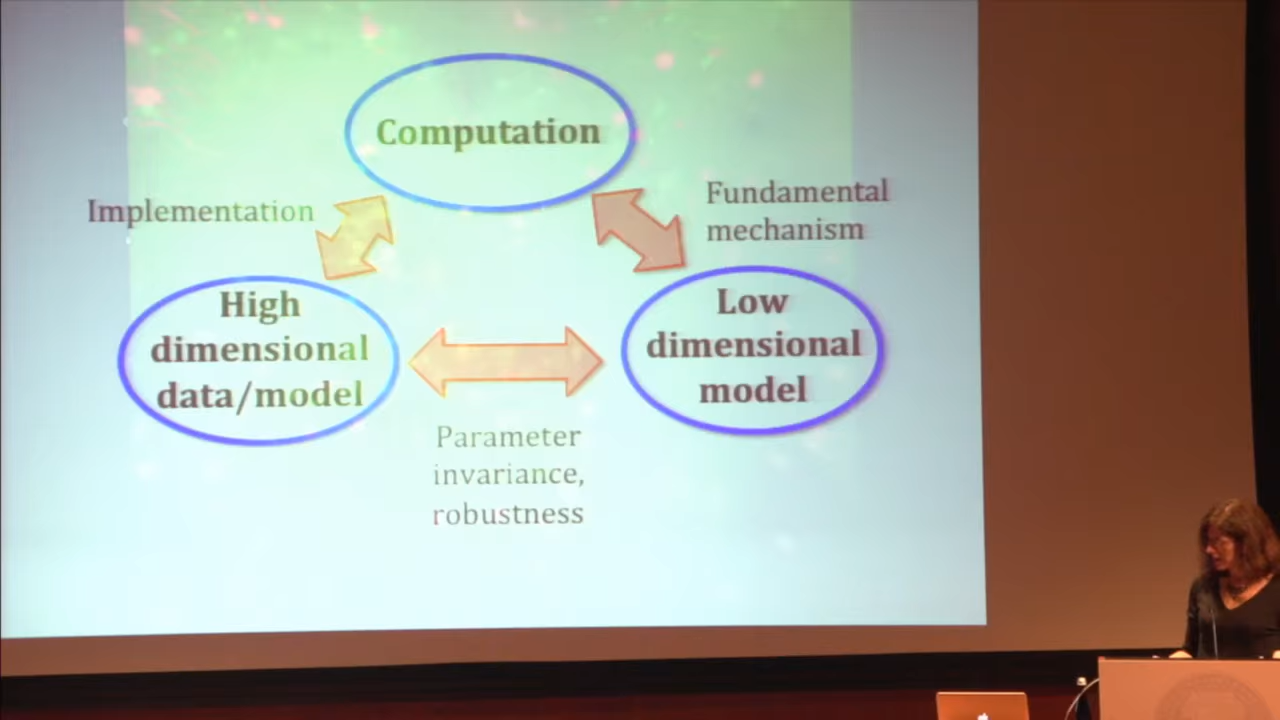 Computation
Implementation
Fundamental
mechanism
High
dimensional
data/model
Low
dimensional
model
Parameter
invariance,
robustness